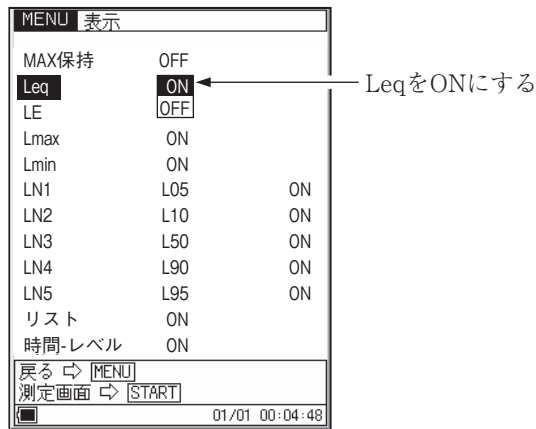 MENU 表示
MAX保持 OFF
Leq ON LeqをONにする
LE OFF
Lmax ON
Lmin ON
LN1 L05 ON
LN2 L10 ON
LN3 L50 ON
LN4 L90 ON
LN5 L95 ON
リスト ON
時間-レベル ON
戻る ⇨ MENU
測定画面 ⇨ START
01/01 00:04:48